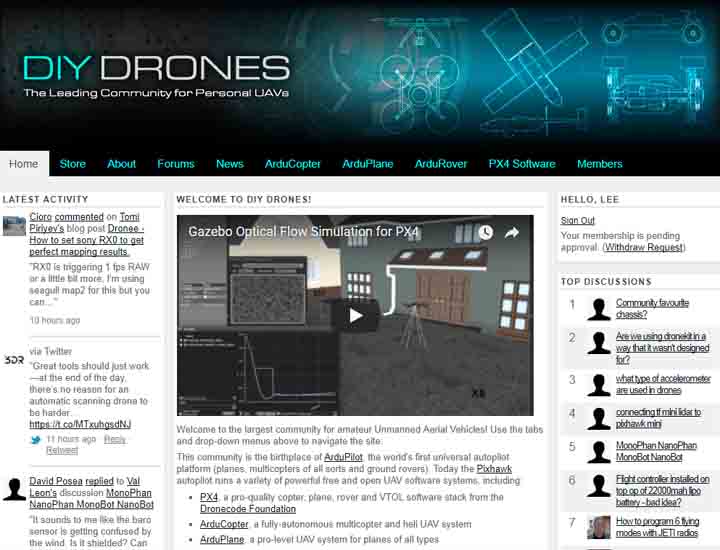 DIY DRONES
The Leading Community for Personal UAVs
Home Store About Forums News ArduCopter ArduPlane ArduRover PX4 Software Members
LATEST ACTIVITY
Cioro commented on Tomi
Piriyev's blog post Dronee -
How to set sony RX0 to get
perfect mapping results.
"RX0 is triggering 1 fps RAW
or a little bill more, I'm using
seagull map2 for this but you
can…"
10 hours ago
3DR
via Twitter
"Great tools should just work
—at the end of the day,
there's no reason for an
automatic scanning drone to
be harder…
https://t.co/MTxuhgsdNJ
11 hours ago · Reply ·
Retweet
David Posea replied to Val
Leon's discussion MonoPhan
NanoPhan MonoBot NanoBot
"It sounds to me like the baro
sensor is getting confused by
the wind. Is it shielded? Can
WELCOME TO DIY DRONES!
Gazebo Optical Flow Simulation for PX4
Welcome to the largest community for amateur Unmanned Aerial Vehicles! Use the tabs
and drop-down menus above to navigate the site.
This community is the birthplace of ArduPilot, the world's first universal autopilot
platform (planes, multicopters of all sorts and ground rovers). Today the Pixhawk
autopilot runs a variety of powerful free and open UAV software systems, including:
• PX4, a pro-quality copter, plane, rover and VTOL software stack from the
Dronecode Foundation
• ArduCopter, a fully-autonomous multicopter and heli UAV system
• ArduPlane, a pro-level UAV system for planes of all types
HELLO, LEE
Sign Out
Your membership is pending
approval. (Withdraw Request)
TOP DISCUSSIONS
1 Community favourite
chassis?
2 Are we using dronekit in a
way that it wasn't designed
for?
3 what type of accelerometer
are used in drones
4 connecting tf mini lidar to
pixhawk mini
5 MonoPhan NanoPhan
MonoBot NanoBot
6 Flight controller installed on
top op of 22000mah lipo
battery - bad idea?
7 How to program 6 flying
modes with JETI radios